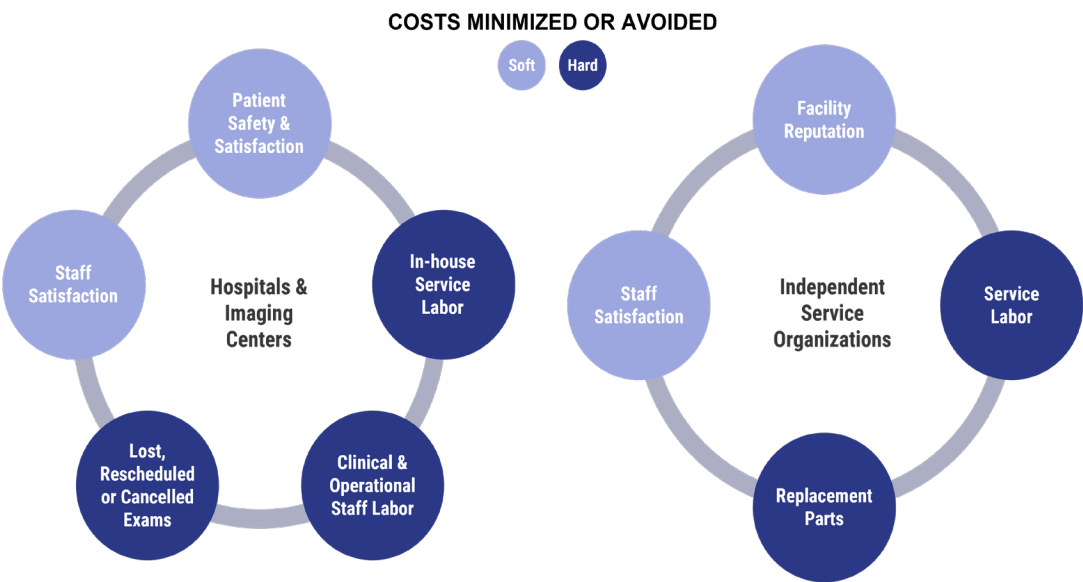 COSTS MINIMIZED OR AVOIDED
Soft
Hard
Patient
Safety &
Satisfaction
In-house
Service
Labor
Clinical &
Operational
Staff Labor
Lost,
Rescheduled
or Cancelled
Exams
Staff
Satisfaction
Hospitals &
Imaging
Centers
Facility
Reputation
Service
Labor
Replacement
Parts
Staff
Satisfaction
Independent
Service
Organizations